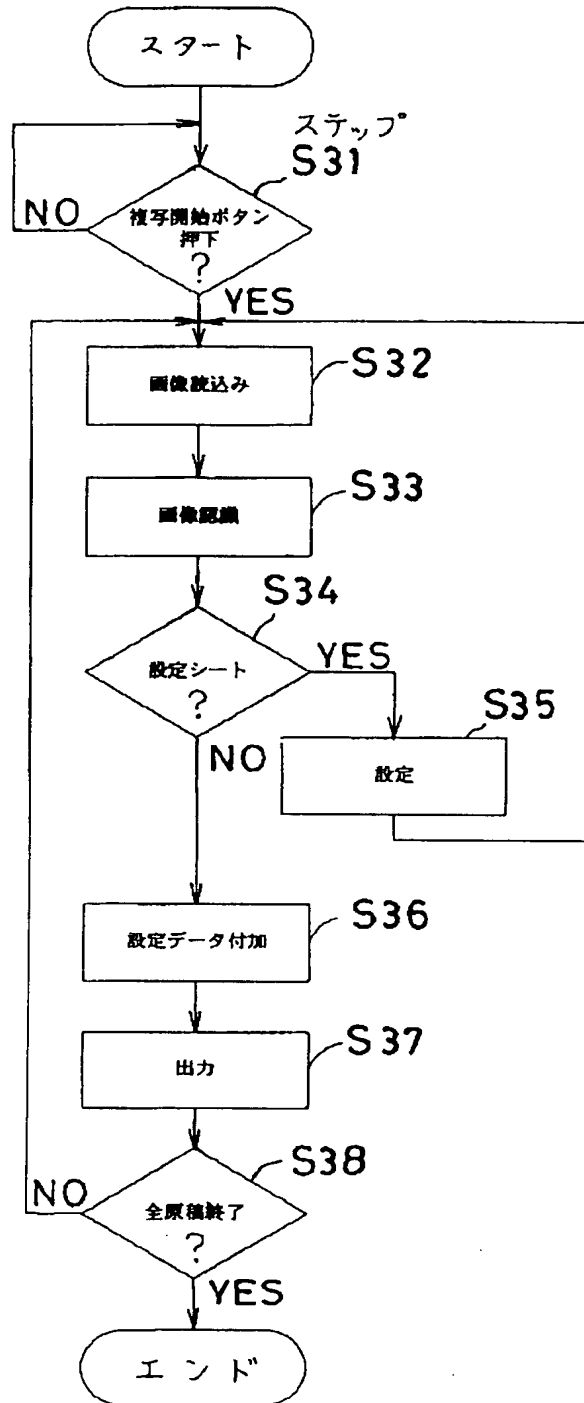 スタート
ステップ
S31
複写開始ボタン
押下
?
NO
YES
画像読込み
S32
画像認識
S33
S34
設定シート
?
YES
NO
S35
設定
設定データ付加
S36
出力
S37
S38
全原稿終了
?
NO
YES
エンド